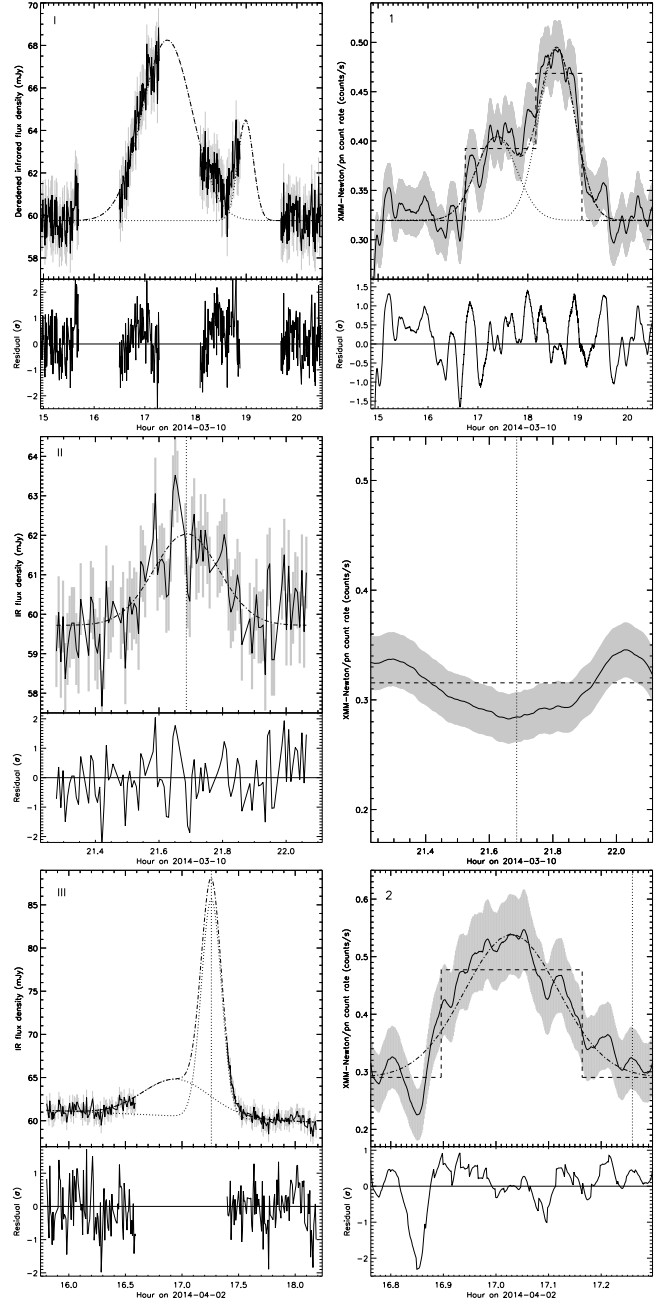 I
Deredened infrared flux density (mJy)
70
68
66
64
62
60
58
Residual (σ)
2
1
0
−1
−2
15 16 17 18 19 20
Hour on 2014−03−10
1
XMM−Newton/pn count rate (counts/s)
0.50
0.45
0.40
0.35
0.30
Residual (σ)
1.5
1.0
0.5
0.0
−0.5
−1.0
−1.5
15 16 17 18 19 20
Hour on 2014−03−10
II
IR flux density (mJy)
64
63
62
61
60
59
58
Residual (σ)
2
1
0
−1
−2
21.4 21.6 21.8 22.0
Hour on 2014−03−10
XMM−Newton/pn count rate (counts/s)
0.5
0.4
0.3
0.2
21.4 21.6 21.8 22.0
Hour on 2014−03−10
III
IR flux density (mJy)
85
80
75
70
65
60
Residual (σ)
1
0
−1
−2
16.0 16.5 17.0 17.5 18.0
Hour on 2014−04−02
2
XMM−Newton/pn count rate (counts/s)
0.6
0.5
0.4
0.3
0.2
Residual (σ)
1
0
−1
−2
16.8 16.9 17.0 17.1 17.2
Hour on 2014−04−02